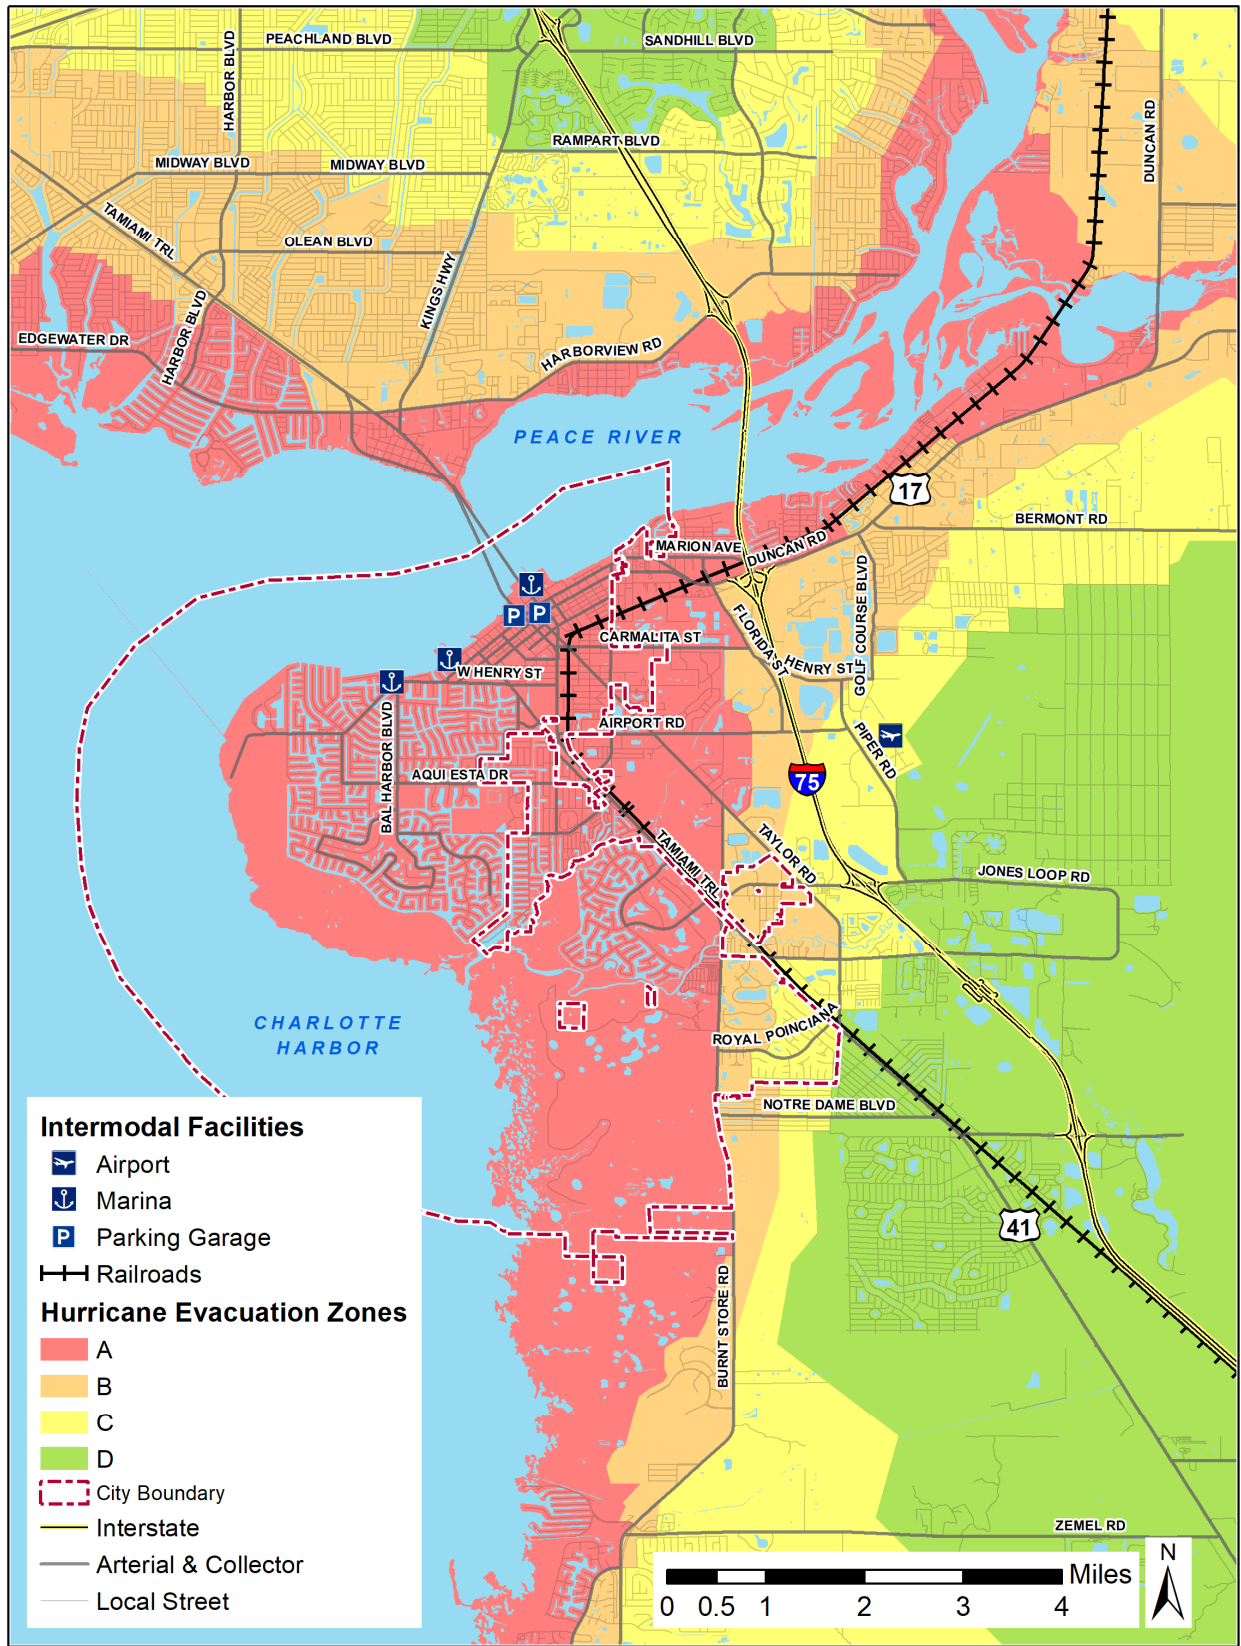 PEACHLAND BLVD
SANDHILL BLVD
HARBOR BLVD
DUNCAN RD
RAMPART BLVD
MIDWAY BLVD
MIDWAY BLVD
TAMIAMI TRL
OLEAN BLVD
KINGS HWY
HARBOR BLVD
EDGEWATER DR
HARBORVIEW RD
PEACE RIVER
17
BERMONT RD
MARION AVE
DUNCAN RD
GOLF COURSE BLVD
P
P
FLORIDA ST
CARMALITA ST
HENRY ST
W HENRY ST
BAL HARBOR BLVD
AIRPORT RD
PIPER RD
AQUI ESTA DR
75
TAMIAMI TRL
TAYLOR RD
JONES LOOP RD
CHARLOTTE
HARBOR
ROYAL POINCIANA
NOTRE DAME BLVD
41
BURNT STORE RD
ZEMEL RD
Intermodal Facilities
Airport
Marina
P Parking Garage
Railroads
Hurricane Evacuation Zones
A
B
C
D
City Boundary
Interstate
Arterial & Collector
Local Street
Miles
0 0.5 1 2 3 4
N